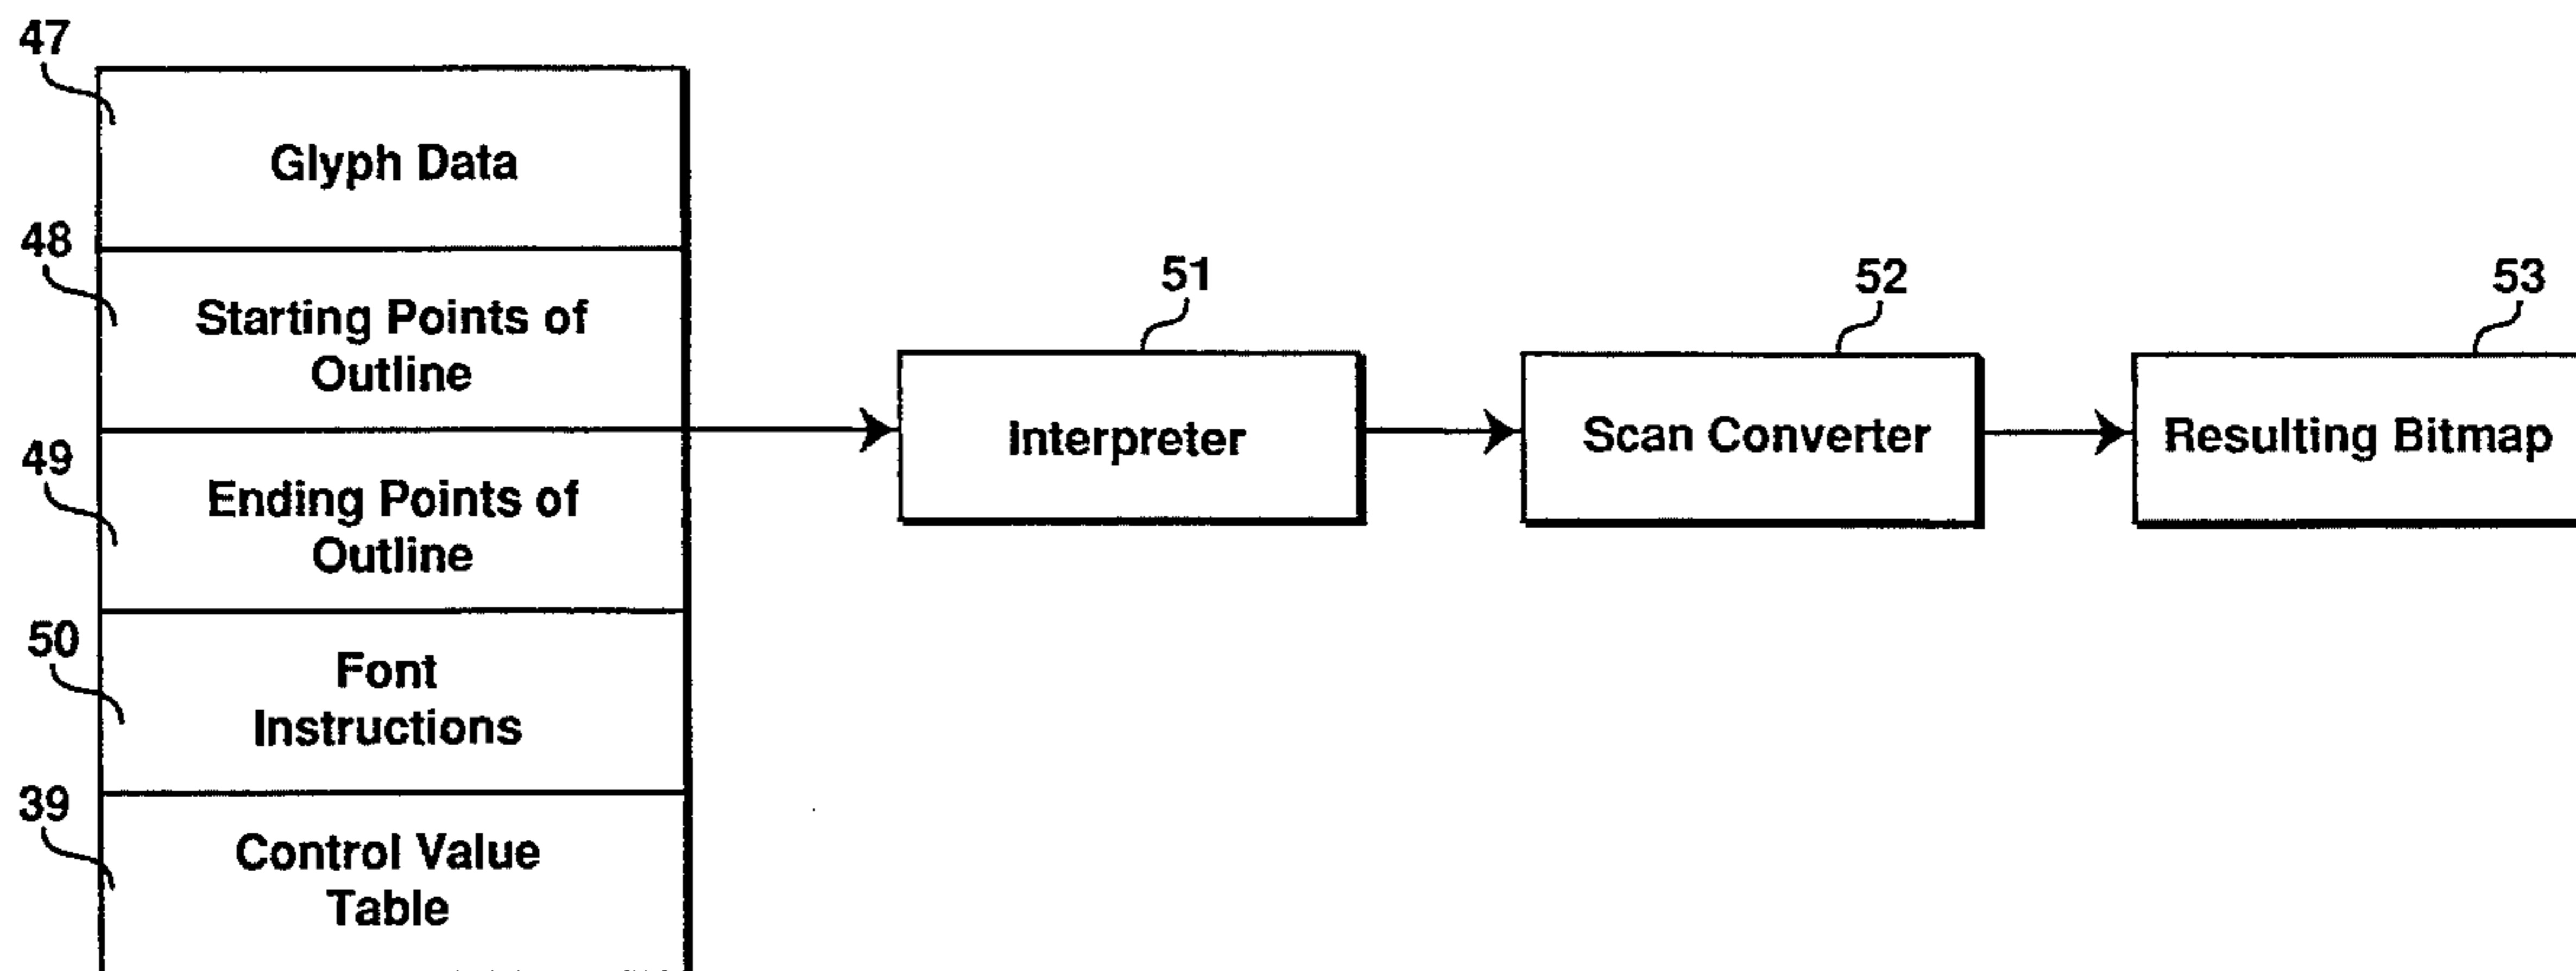 47
Glyph Data
48
Starting Points of
Outline
49
Ending Points of
Outline
50
Font
Instructions
39
Control Value
Table
51
Interpreter
52
Scan Converter
53
Resulting Bitmap